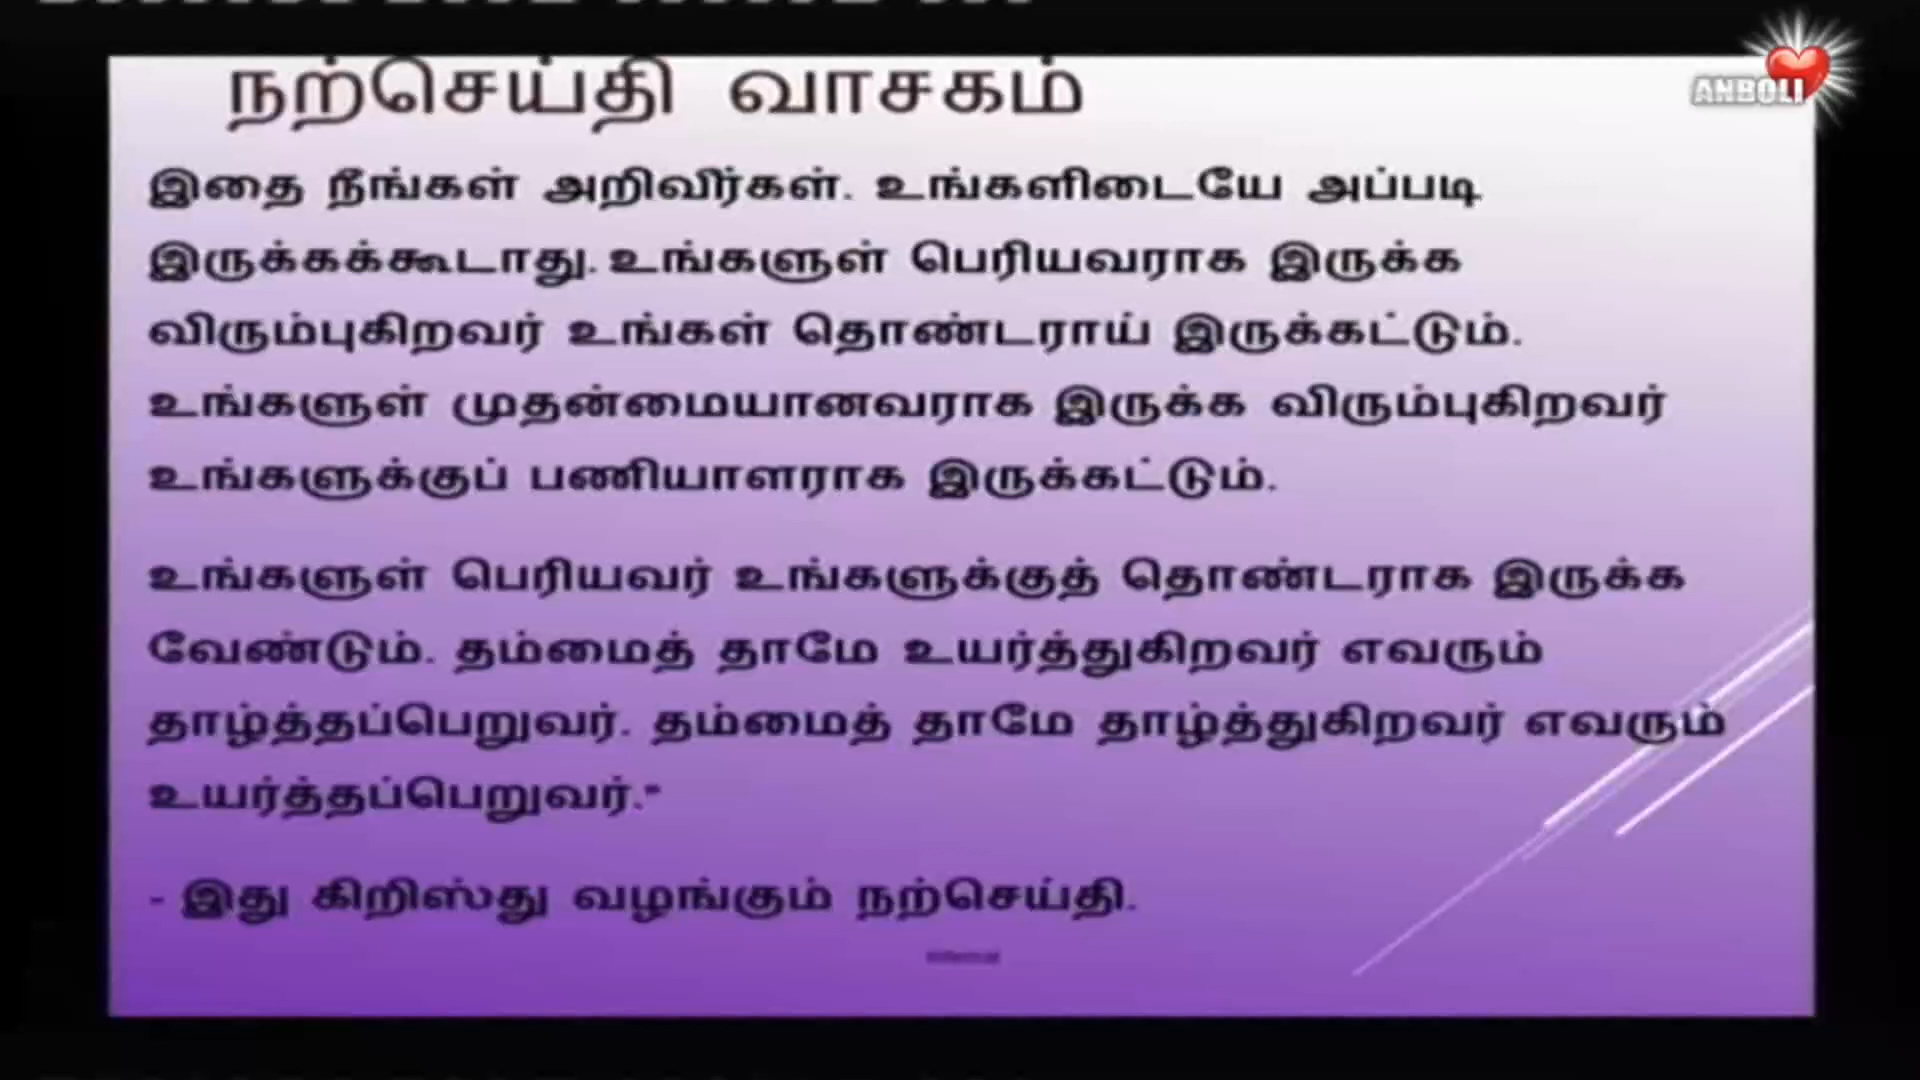 ANBOLI
நற்செய்தி வாசகம்
இதை நீங்கள் அறிவீர்கள். உங்களிடையே அப்படி
இருக்கக்கூடாது. உங்களுள் பெரியவராக இருக்க
விரும்புகிறவர் உங்கள் தொண்டராய் இருக்கட்டும்.
உங்களுள் முதன்மையானவராக இருக்க விரும்புகிறவர்
உங்களுக்குப் பணியாளராக இருக்கட்டும்.
உங்களுள் பெரியவர் உங்களுக்குத் தொண்டராக இருக்க
வேண்டும். தம்மைத் தாமே உயர்த்துகிறவர் எவரும்
தாழ்த்தப்பெறுவர். தம்மைத் தாமே தாழ்த்துகிறவர் எவரும்
உயர்த்தப்பெறுவர்."
- இது கிறிஸ்து வழங்கும் நற்செய்தி.